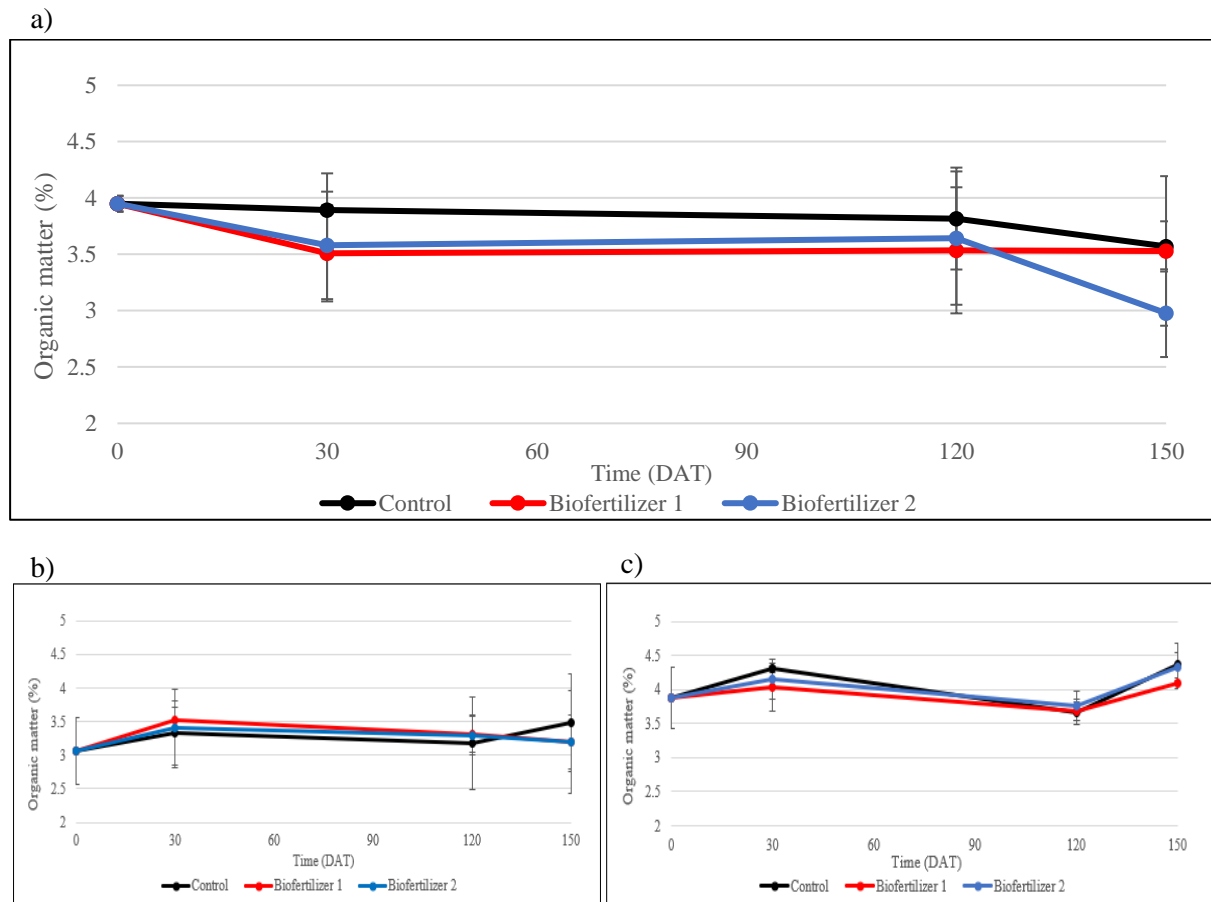 a)
Organic matter (%)
5
4.5
4
3.5
3
2.5
2
0 30 60 90 120 150
Time (DAT)
Control Biofertilizer 1 Biofertilizer 2
b)
Organic matter (%)
5
4.5
4
3.5
3
2.5
2
0 30 60 90 120 150
Time (DAT)
Control Biofertilizer 1 Biofertilizer 2
c)
Organic matter (%)
5
4.5
4
3.5
3
2.5
2
0 30 60 90 120 150
Time (DAT)
Control Biofertilizer 1 Biofertilizer 2